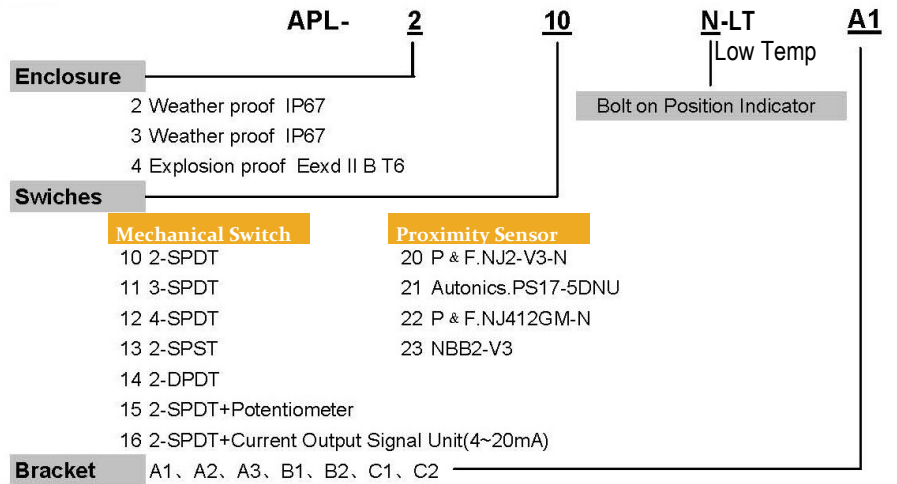 APL- 2 10 N-LT A1
Low Temp
Enclosure
Bolt on Position Indicator
2 Weather proof IP67
3 Weather proof IP67
4 Explosion proof Eexd II B T6
Swiches
Mechanical Switch
10 2-SPDT
11 3-SPDT
12 4-SPDT
13 2-SPST
14 2-DPDT
15 2-SPDT+Potentiometer
16 2-SPDT+Current Output Signal Unit(4~20mA)
Proximity Sensor
20 P & F.NJ2-V3-N
21 Autonics.PS17-5DNU
22 P & F.NJ412GM-N
23 NBB2-V3
Bracket A1、A2、A3、B1、B2、C1、C2